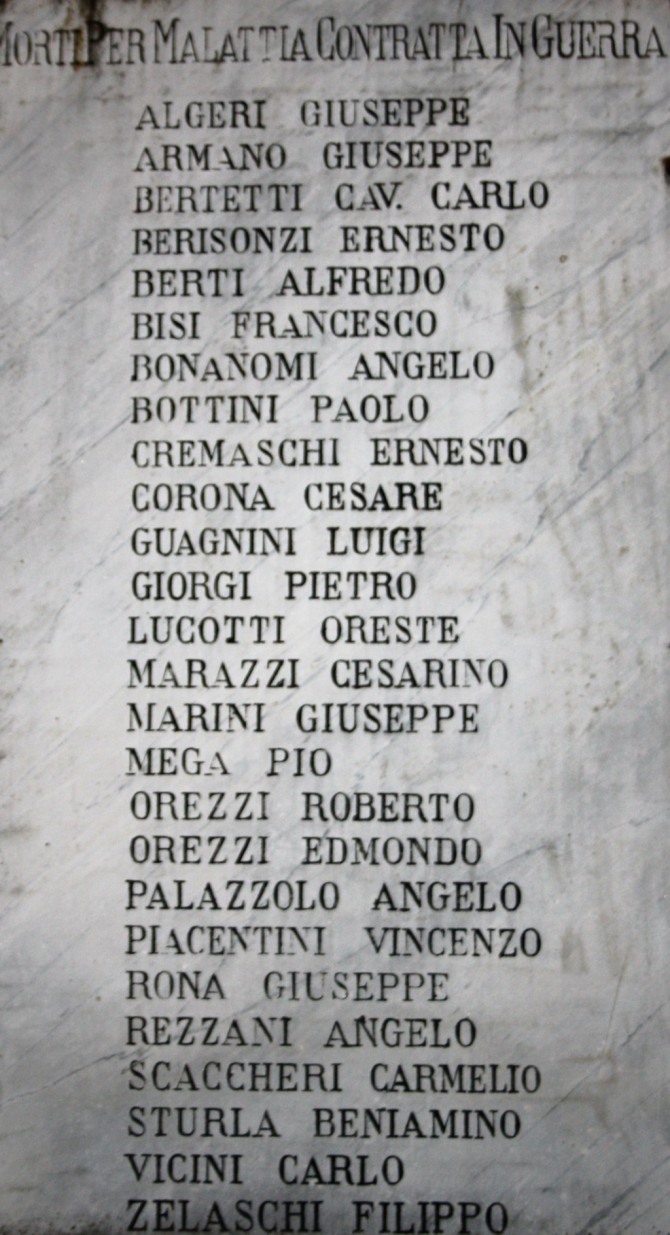 MORTI PER MALATTIA CONTRATTA IN GUERRA
ALGERI GIUSEPPE
ARMANO GIUSEPPE
BERTETTI CAV. CARLO
BERISONZI ERNESTO
BERTI ALFREDO
BISI FRANCESCO
BONANOMI ANGELO
BOTTINI PAOLO
CREMASCHI ERNESTO
CORONA CESARE
GUAGNINI LUIGI
GIORGI PIETRO
LUCOTTI ORESTE
MARAZZI CESARINO
MARINI GIUSEPPE
MEGA PIO
OREZZI ROBERTO
OREZZI EDMONDO
PALAZZOLO ANGELO
PIACENTINI VINCENZO
RONA GIUSEPPE
REZZANI ANGELO
SCACCHERI CARMELIO
STURLA BENIAMINO
VICINI CARLO
ZELASCHI FILIPPO